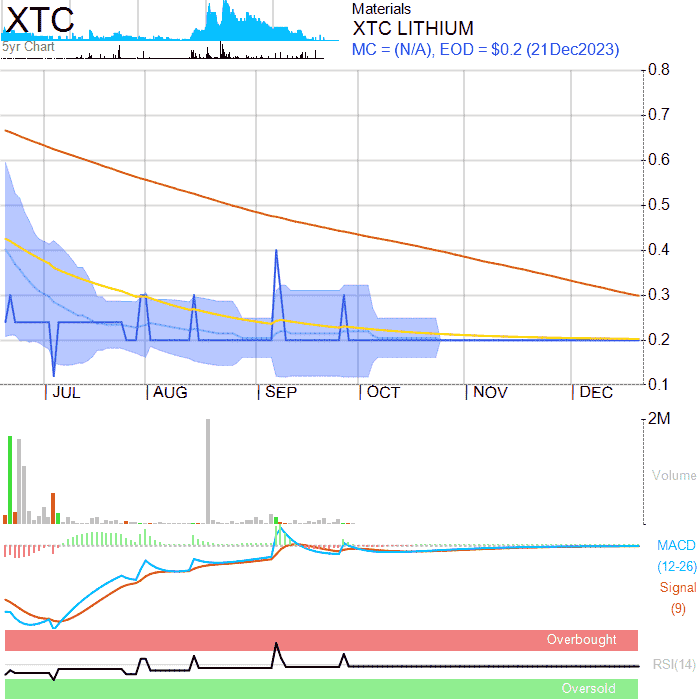 XTC
5yr Chart
Materials
XTC LITHIUM
MC = (N/A), EOD = $0.2 (21Dec2023)
0.8
0.7
0.6
0.5
0.4
0.3
0.2
0.1
JUL AUG SEP OCT NOV DEC
2M
Volume
MACD
(12-26)
Signal
(9)
Overbought
RSI(14)
Oversold